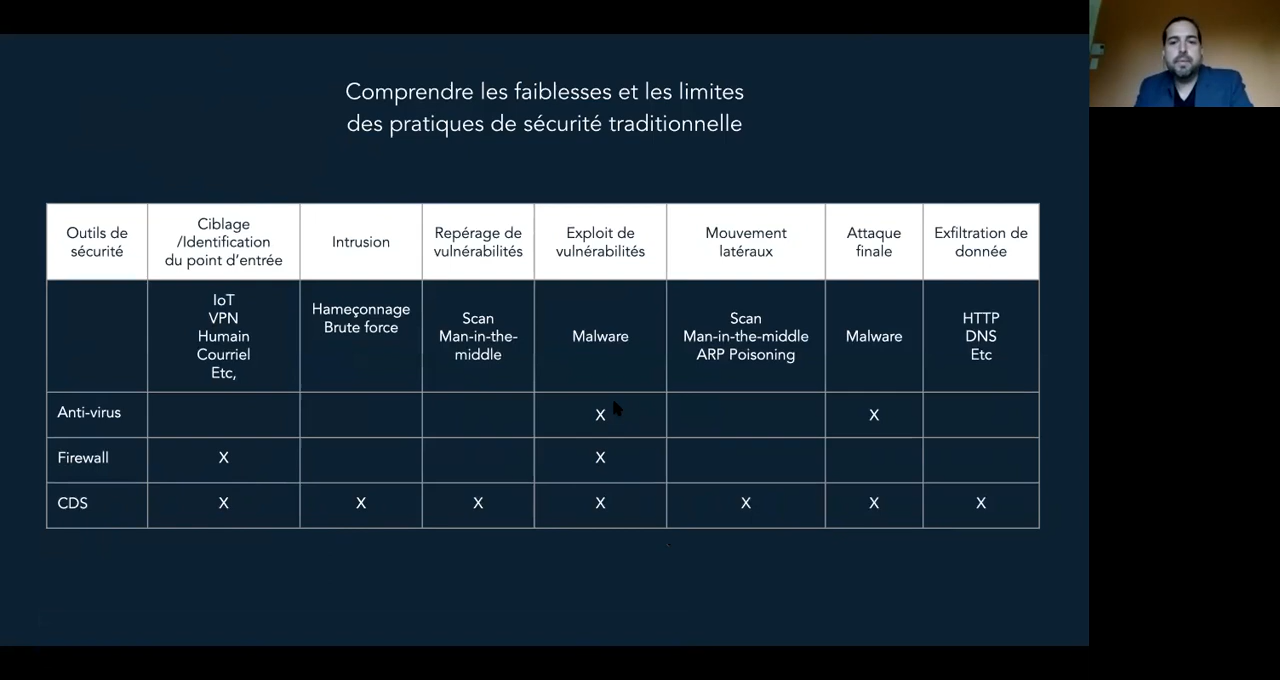 Comprendre les faiblesses et les limites
des pratiques de sécurité traditionnelle
Outils de
sécurité
Ciblage
/Identification
du point d'entrée
Intrusion
Repérage de
vulnérabilités
Exploit de
vulnérabilités
Mouvement
latéraux
Attaque
finale
Exfiltration de
donnée
IoT
VPN
Humain
Courriel
Etc,
Hameçonnage
Brute force
Scan
Man-in-the-
middle
Malware
Scan
Man-in-the-middle
ARP Poisoning
Malware
HTTP
DNS
Etc
Anti-virus X X
Firewall X X
CDS X X X X X X X